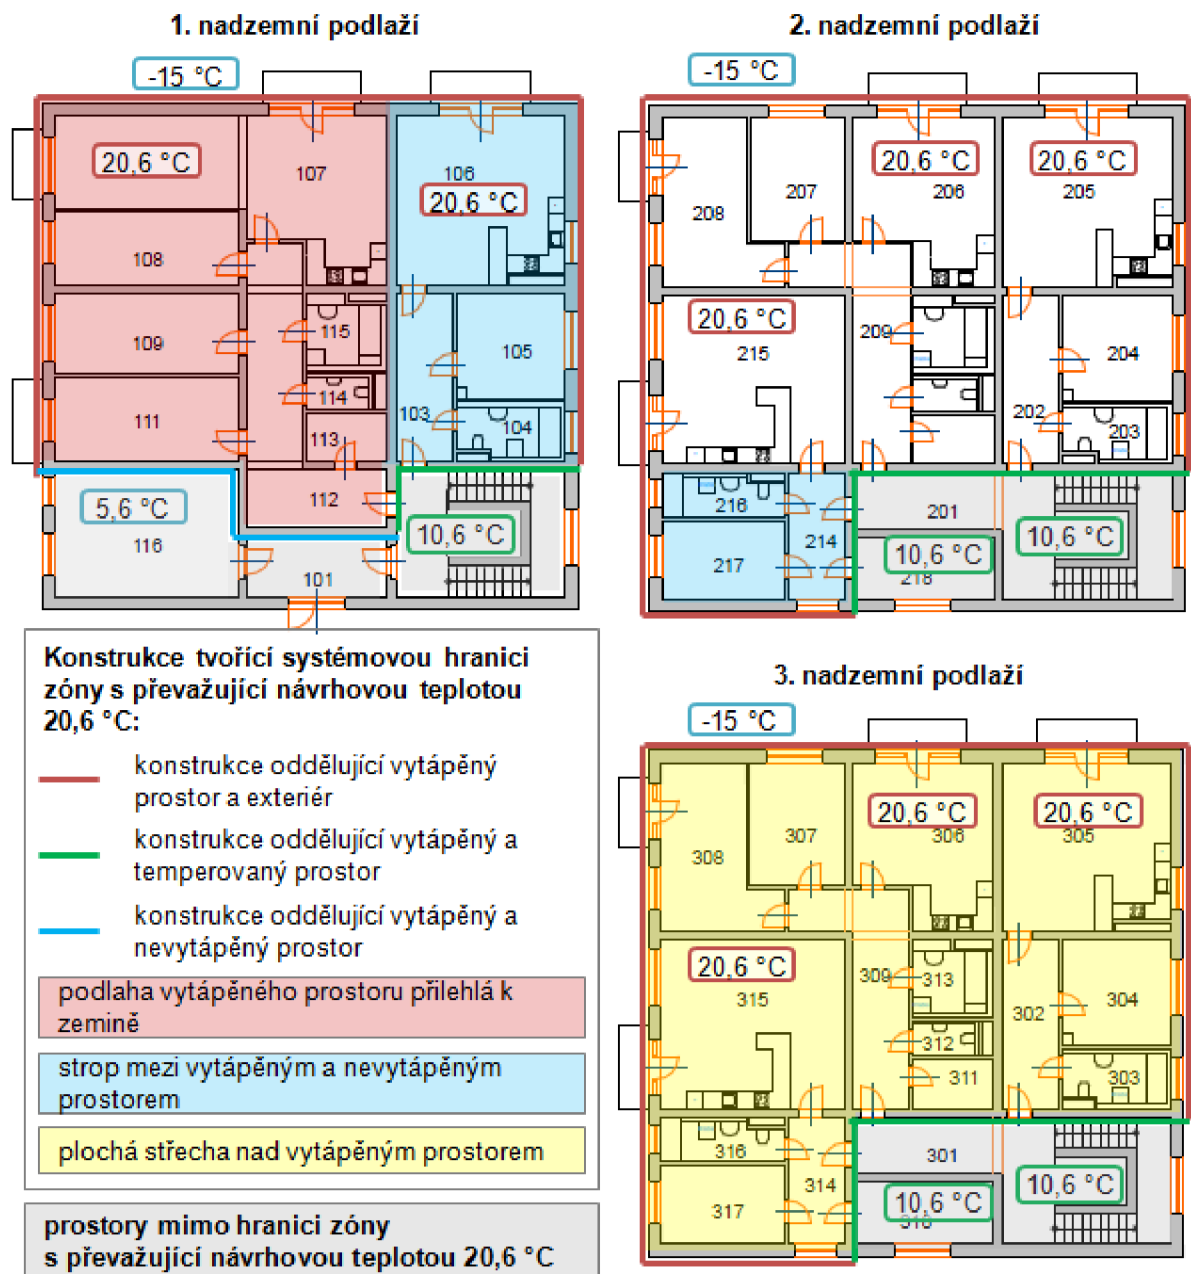 1. nadzemní podlaží
-15 °C
20,6 °C
107
106
20,6 °C
108
109
115
105
111
114
103
104
113
112
5,6 °C
116
10,6 °C
101
2. nadzemní podlaží
-15 °C
20,6 °C
20,6 °C
208
207
206
205
20,6 °C
215
209
204
202
203
216
201
214
10,6 °C
217
10,6 °C
218
Konstrukce tvořící systémovou hranici
zóny s převažující návrhovou teplotou
20,6 °C:
konstrukce oddělující vytápěný
prostor a exteriér
konstrukce oddělující vytápěný a
temperovaný prostor
konstrukce oddělující vytápěný a
nevytápěný prostor
podlaha vytápěného prostoru přilehlá k
zemině
strop mezi vytápěným a nevytápěným
prostorem
plochá střecha nad vytápěným prostorem
prostory mimo hranici zóny
s převažující návrhovou teplotou 20,6 °C
3. nadzemní podlaží
-15 °C
20,6 °C
20,6 °C
308
307
306
305
20,6 °C
315
309
313
304
302
312
311
303
316
301
314
10,6 °C
317
10,6 °C